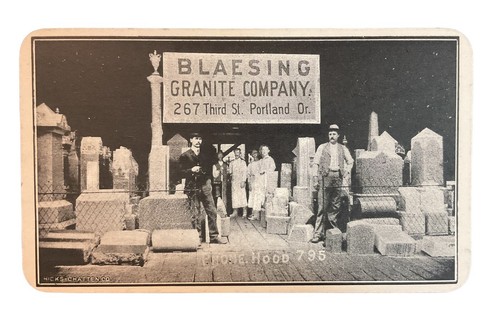 BLAESING
GRANITE COMPANY.
267 Third St. Portland Or.
PHONE, HOOD 795
HICKS-CHATTEN CO.